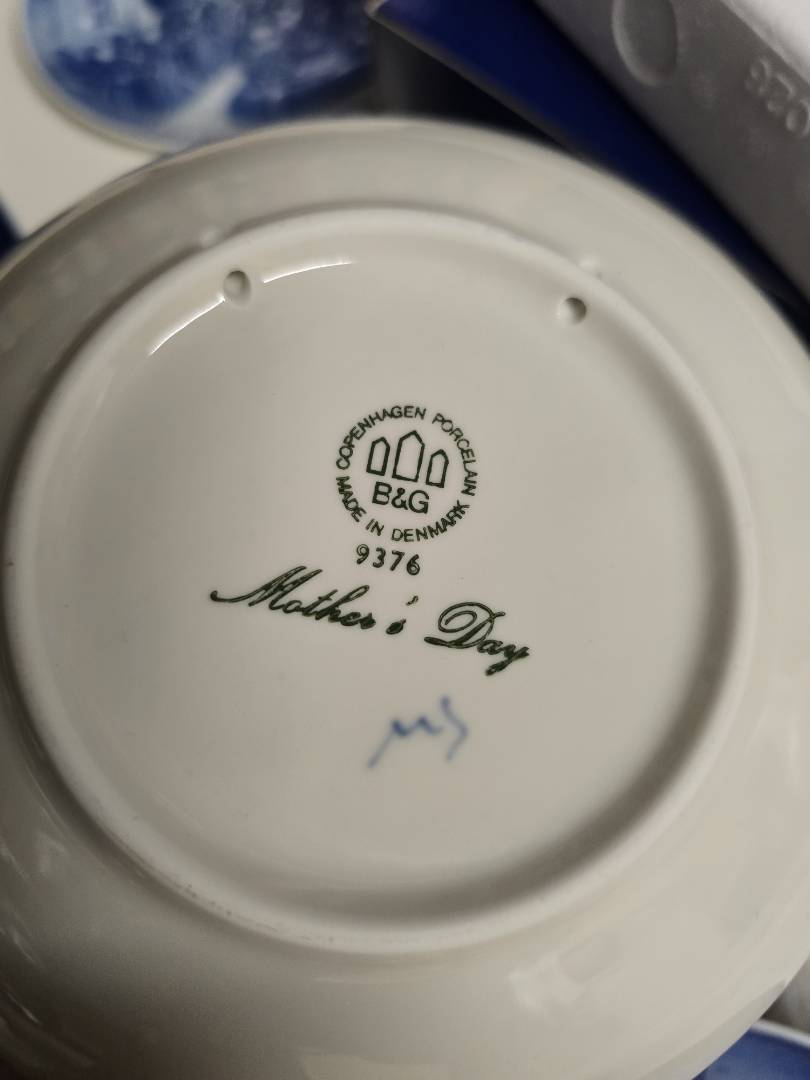 COPENHAGEN PORCELAIN
B&G
MADE IN DENMARK
9376
Mother's Day